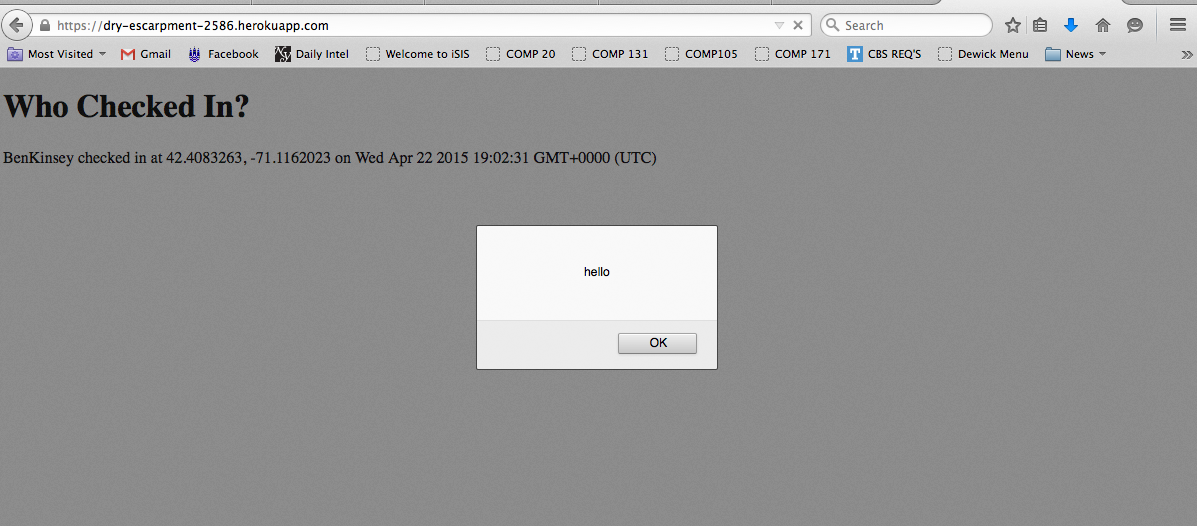 https://dry-escarpment-2586.herokuapp.com Search
Most Visited Gmail Facebook Daily Intel Welcome to iSIS COMP 20 COMP 131 COMP105 COMP 171 T CBS REQ'S Dewick Menu News
Who Checked In?
BenKinsey checked in at 42.4083263, -71.1162023 on Wed Apr 22 2015 19:02:31 GMT+0000 (UTC)
hello
OK